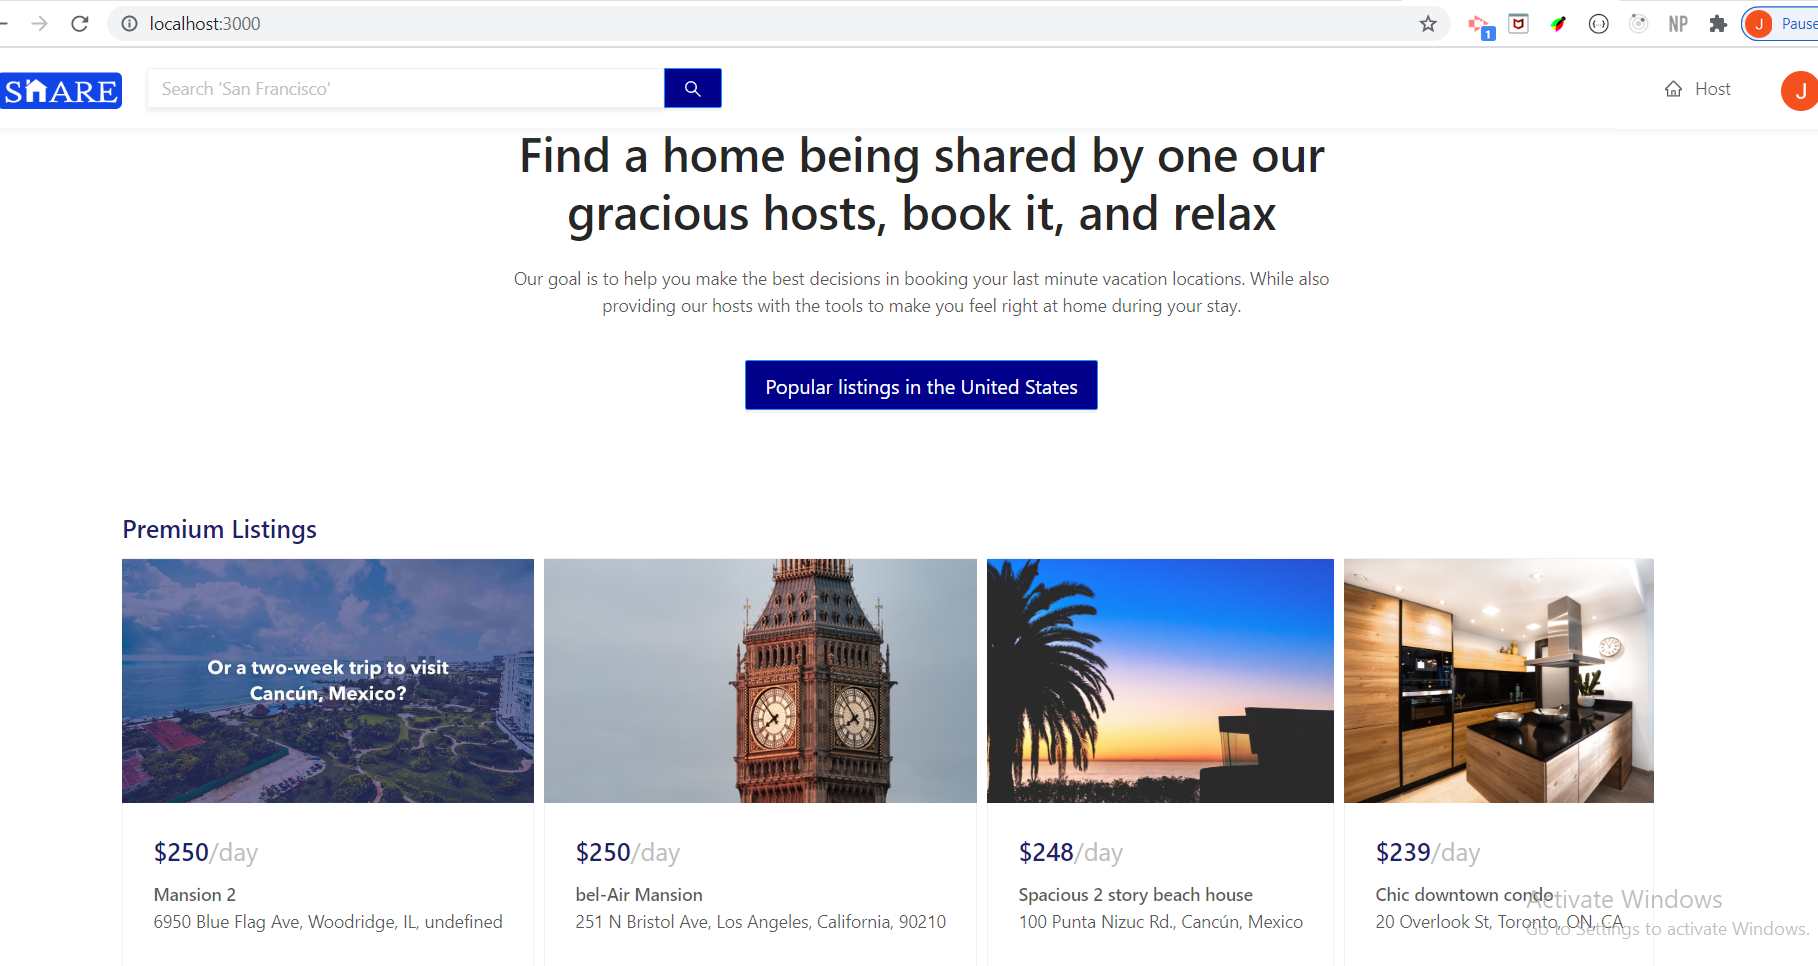 localhost:3000
1
NP
J
Pause
SHARE
Search 'San Francisco'
Host
J
Find a home being shared by one our
gracious hosts, book it, and relax
Our goal is to help you make the best decisions in booking your last minute vacation locations. While also
providing our hosts with the tools to make you feel right at home during your stay.
Popular listings in the United States
Premium Listings
Or a two-week trip to visit
Cancún, Mexico?
$250/day
Mansion 2
6950 Blue Flag Ave, Woodridge, IL, undefined
$250/day
bel-Air Mansion
251 N Bristol Ave, Los Angeles, California, 90210
$248/day
Spacious 2 story beach house
100 Punta Nizuc Rd., Cancún, Mexico
$239/day
Chic downtown condo
20 Overlook St, Toronto, ON, CA
Activate Windows
Go to Settings to activate Windows.